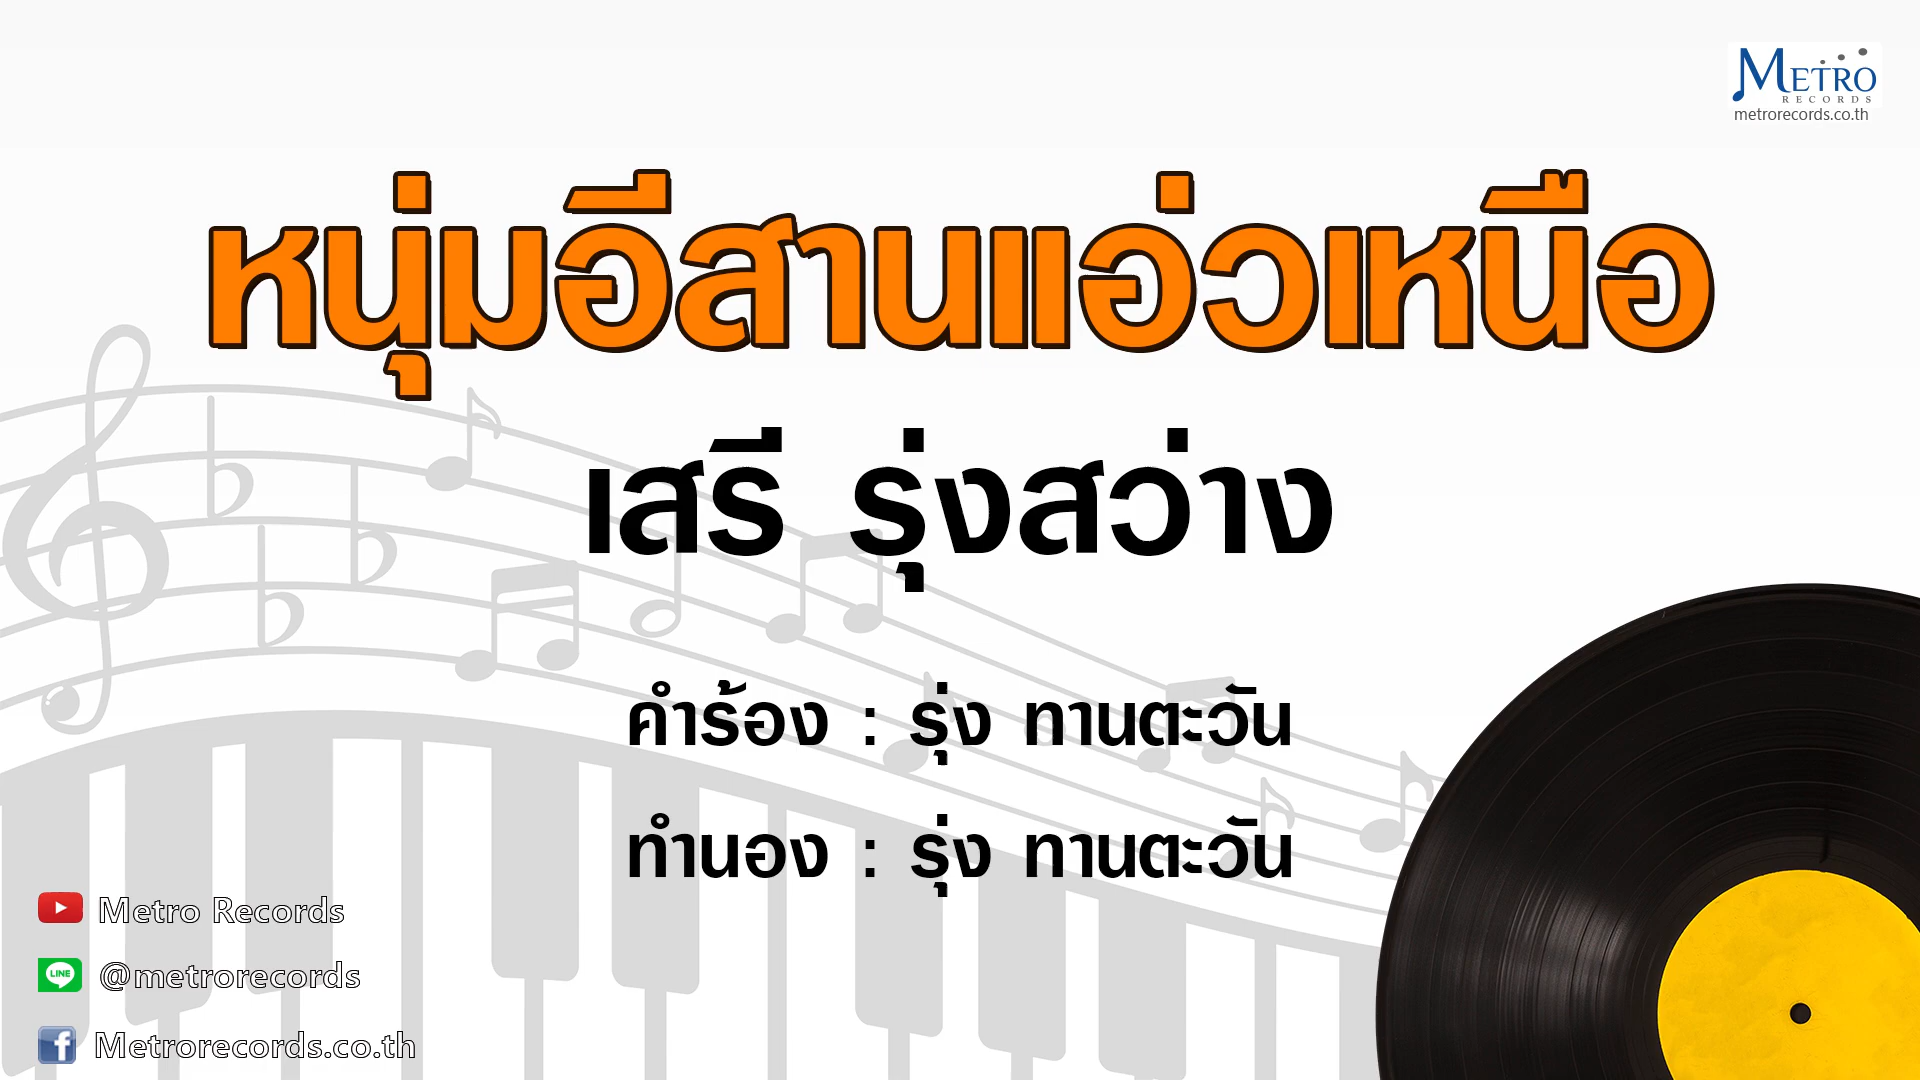 METRO
RECORDS
metrorecords.co.th
หนุ่มอีสานแอ่วเหนือ
เสรี รุ่งสว่าง
คำร้อง : รุ่ง ทานตะวัน
ทำนอง : รุ่ง ทานตะวัน
Metro Records
LINE @metrorecords
Metrorecords.co.th